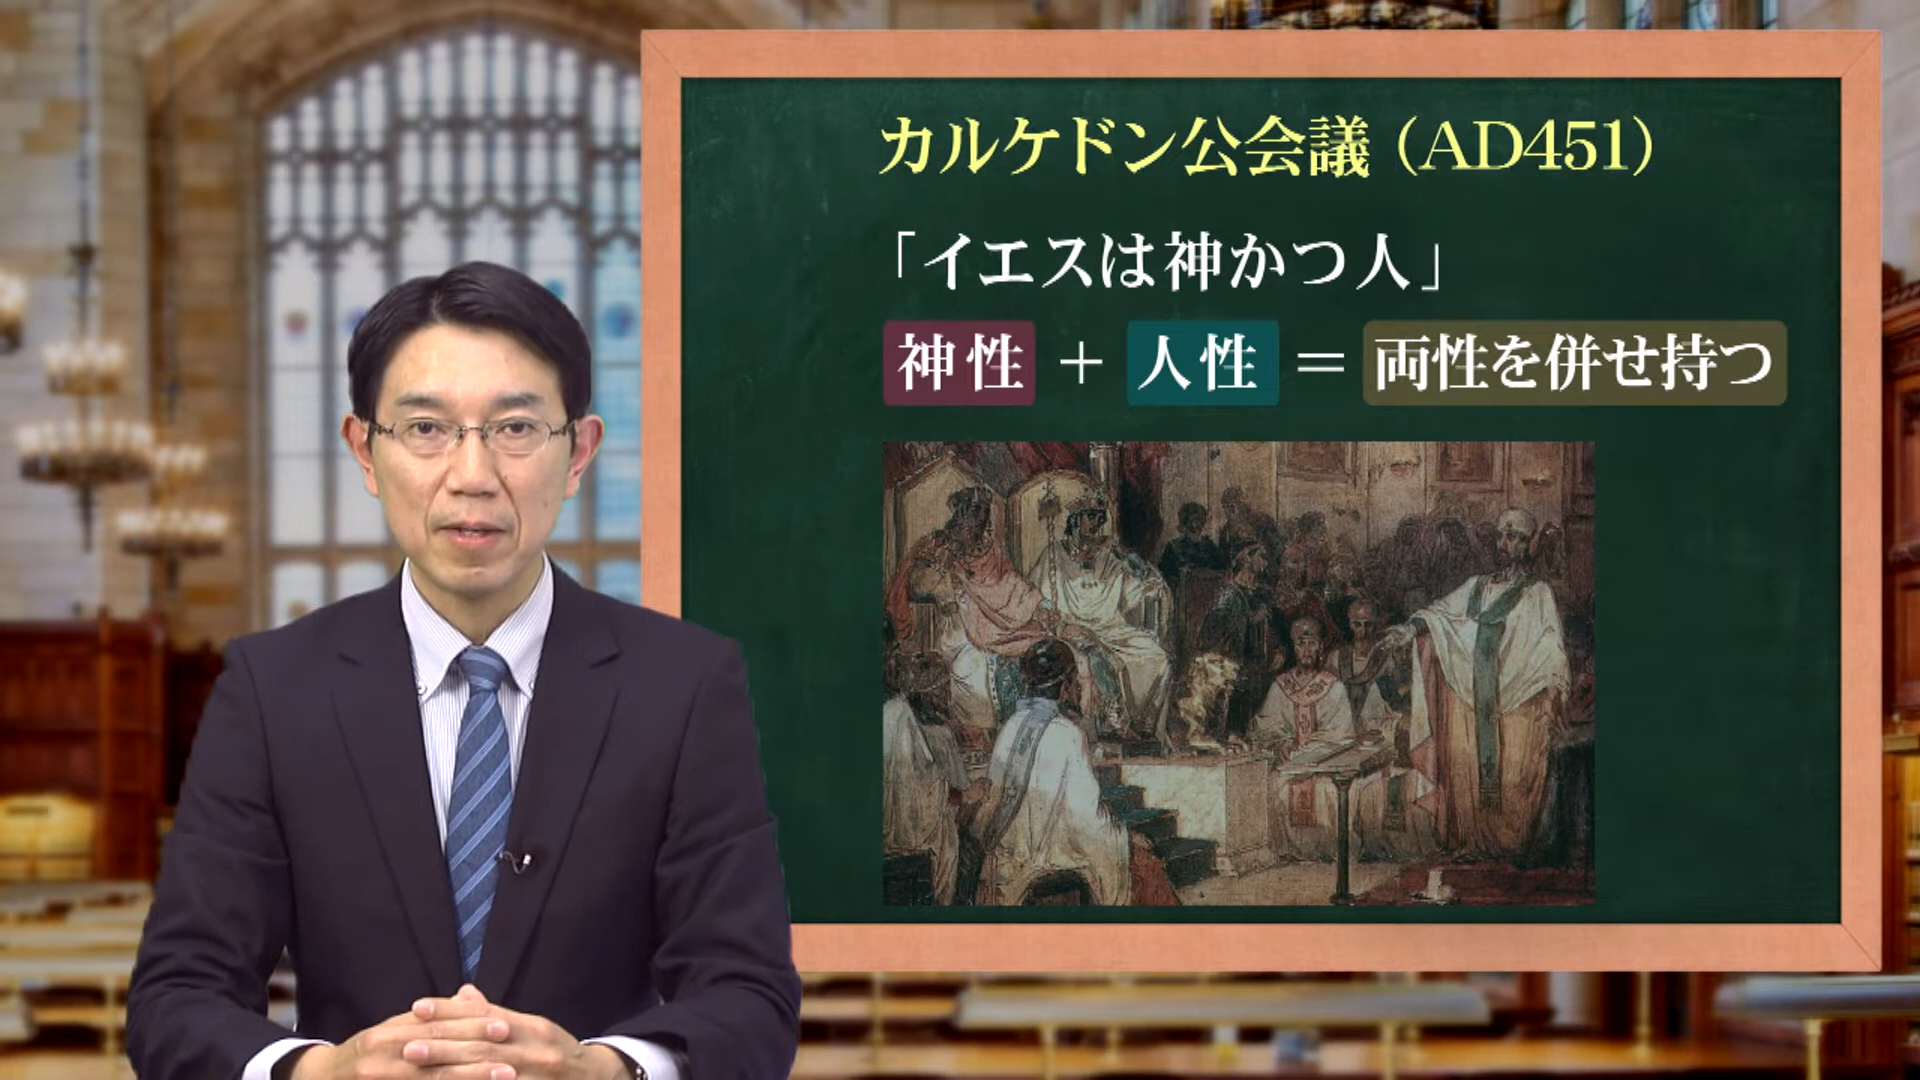 カルケドン公会議（AD451）
「イエスは神かつ人」
神性 ＋ 人性 ＝ 両性を併せ持つ